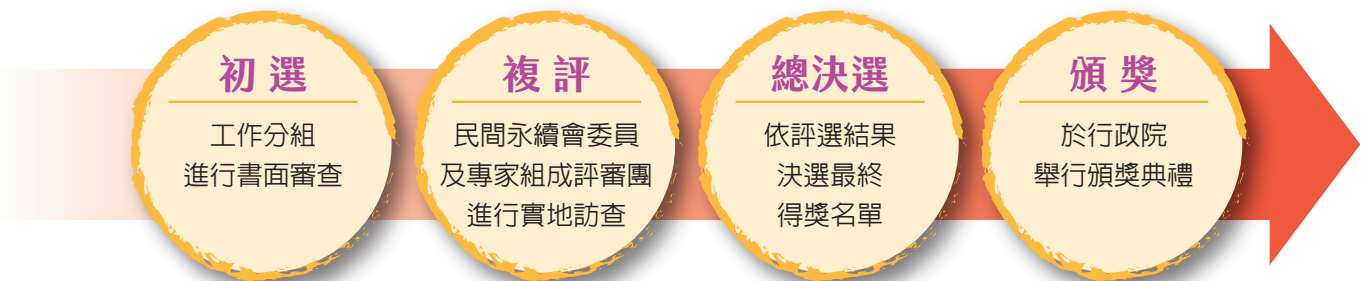 初選
工作分組
進行書面審查
複評
民間永續會委員
及專家組成評審團
進行實地訪查
總決選
依評選結果
決選最終
得獎名單
頒獎
於行政院
舉行頒獎典禮